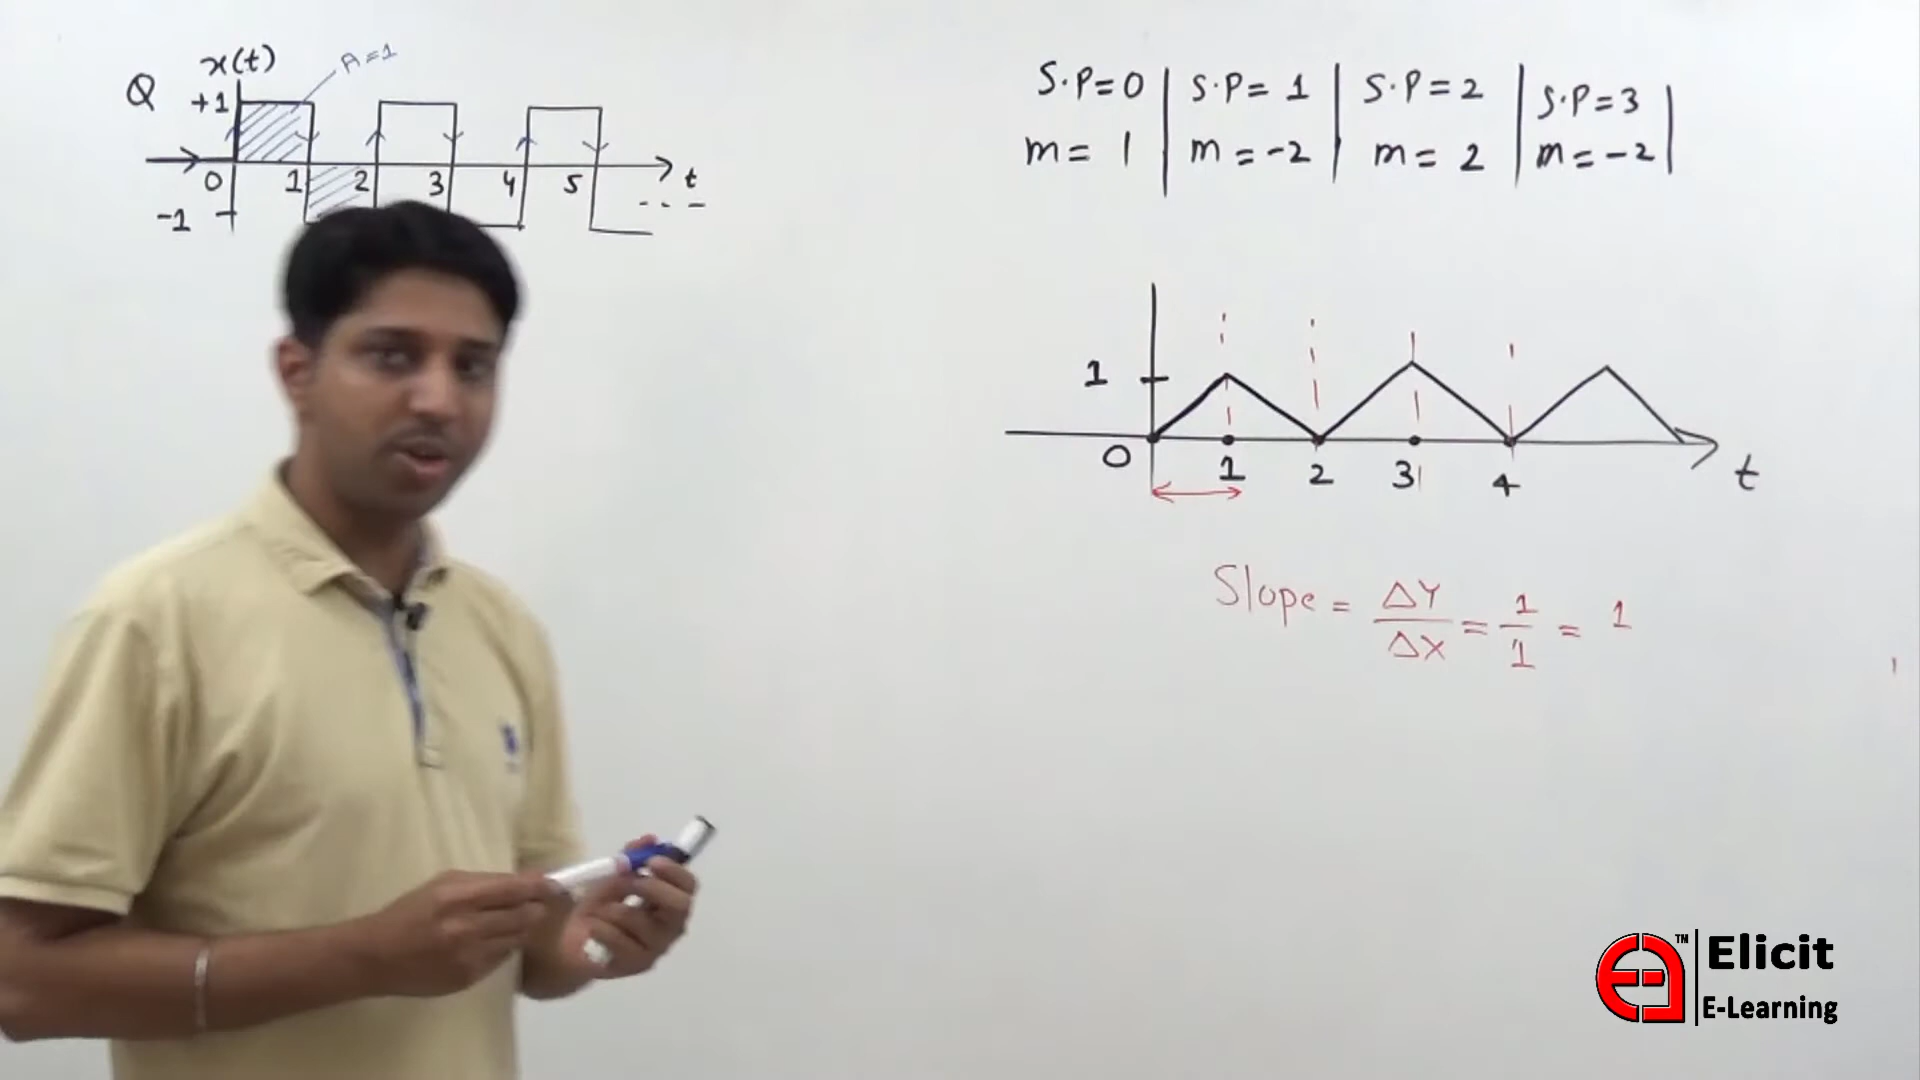 Q
x(t)
A=1
+1
0 1 2 3 4 5 t
-1
- - -
S.P=0 | S.P= 1 | S.P= 2 | S.P=3 |
m= 1 | m=-2 | m= 2 | m=-2 |
1
0 1 2 3 4 t
Slope = ΔY/ΔX = 1/1 = 1
TM
Elicit
E-Learning